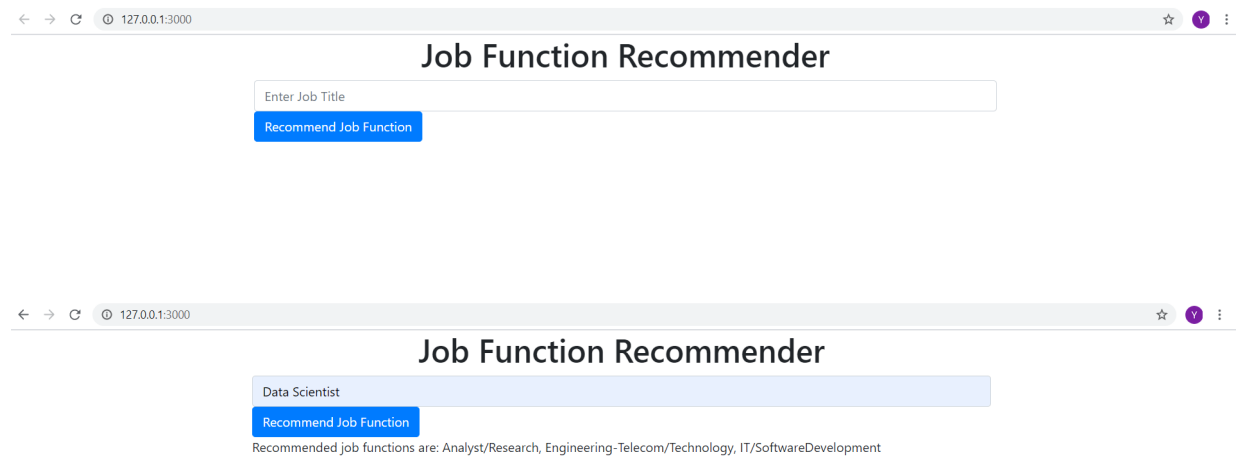 127.0.0.1:3000
Y
Job Function Recommender
Enter Job Title
Recommend Job Function
127.0.0.1:3000
Y
Job Function Recommender
Data Scientist
Recommend Job Function
Recommended job functions are: Analyst/Research, Engineering-Telecom/Technology, IT/SoftwareDevelopment